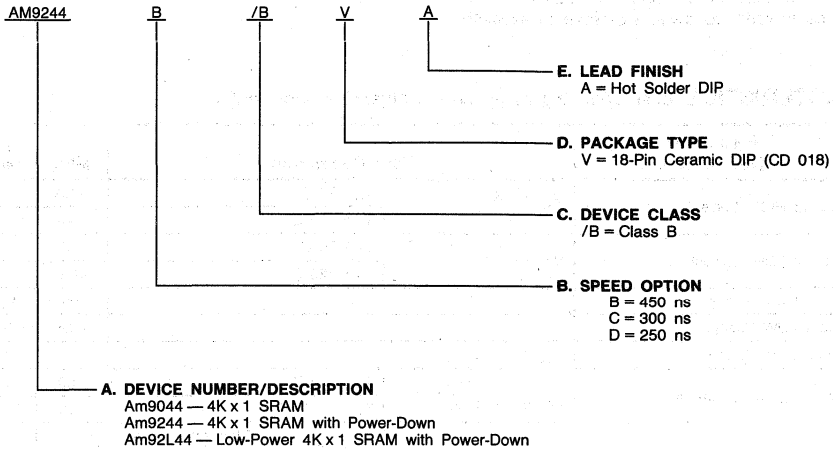 AM9244 B /B V A
E. LEAD FINISH
A = Hot Solder DIP
D. PACKAGE TYPE
V = 18-Pin Ceramic DIP (CD 018)
C. DEVICE CLASS
/B = Class B
B. SPEED OPTION
B = 450 ns
C = 300 ns
D = 250 ns
A. DEVICE NUMBER/DESCRIPTION
Am9044 — 4K x 1 SRAM
Am9244 — 4K x 1 SRAM with Power-Down
Am92L44 — Low-Power 4K x 1 SRAM with Power-Down